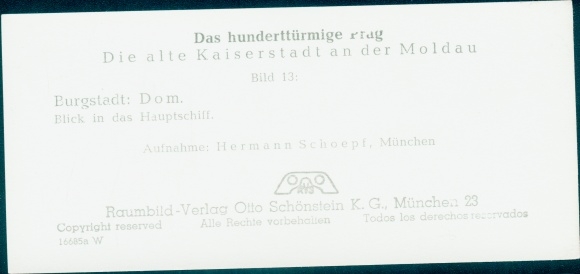 Das hunderttürmige Prag
Die alte Kaiserstadt an der Moldau
Bild 13:
Burgstadt: Dom.
Blick in das Hauptschiff.
Aufnahme: Hermann Schoepf, München
Raumbild-Verlag Otto Schönstein K. G., München 23
Copyright reserved Alle Rechte vorbehalten Todos los derechos reservados
16685a W